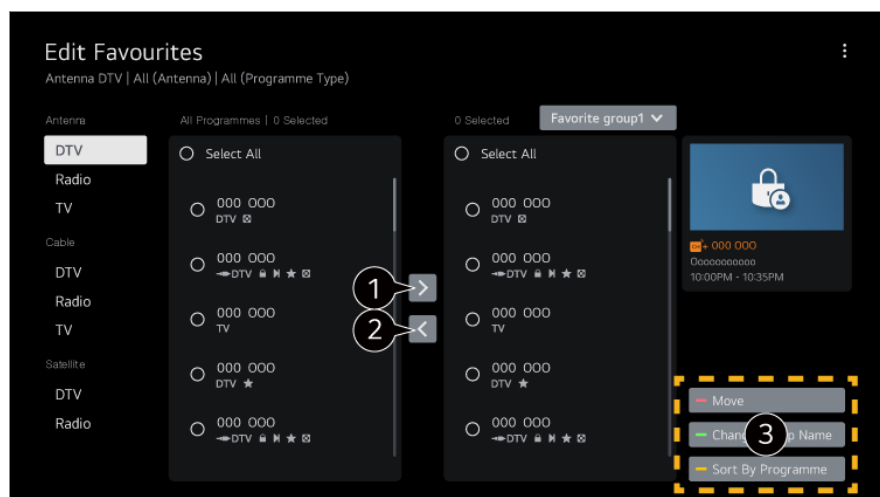 Edit Favourites
Antenna DTV | All (Antenna) | All (Programme Type)
Antenna
DTV
Radio
TV
Cable
DTV
Radio
TV
Satellite
DTV
Radio
All Programmes | 0 Selected
Select All
000 000
DTV
000 000
DTV
000 000
TV
000 000
DTV
000 000
DTV
1
2
0 Selected
Favorite group1
Select All
000 000
DTV
000 000
DTV
000 000
TV
000 000
DTV
000 000
DTV
+ 000 000
Oooooooooo
10:00PM - 10:35PM
Move
3
Name
Sort By Programme